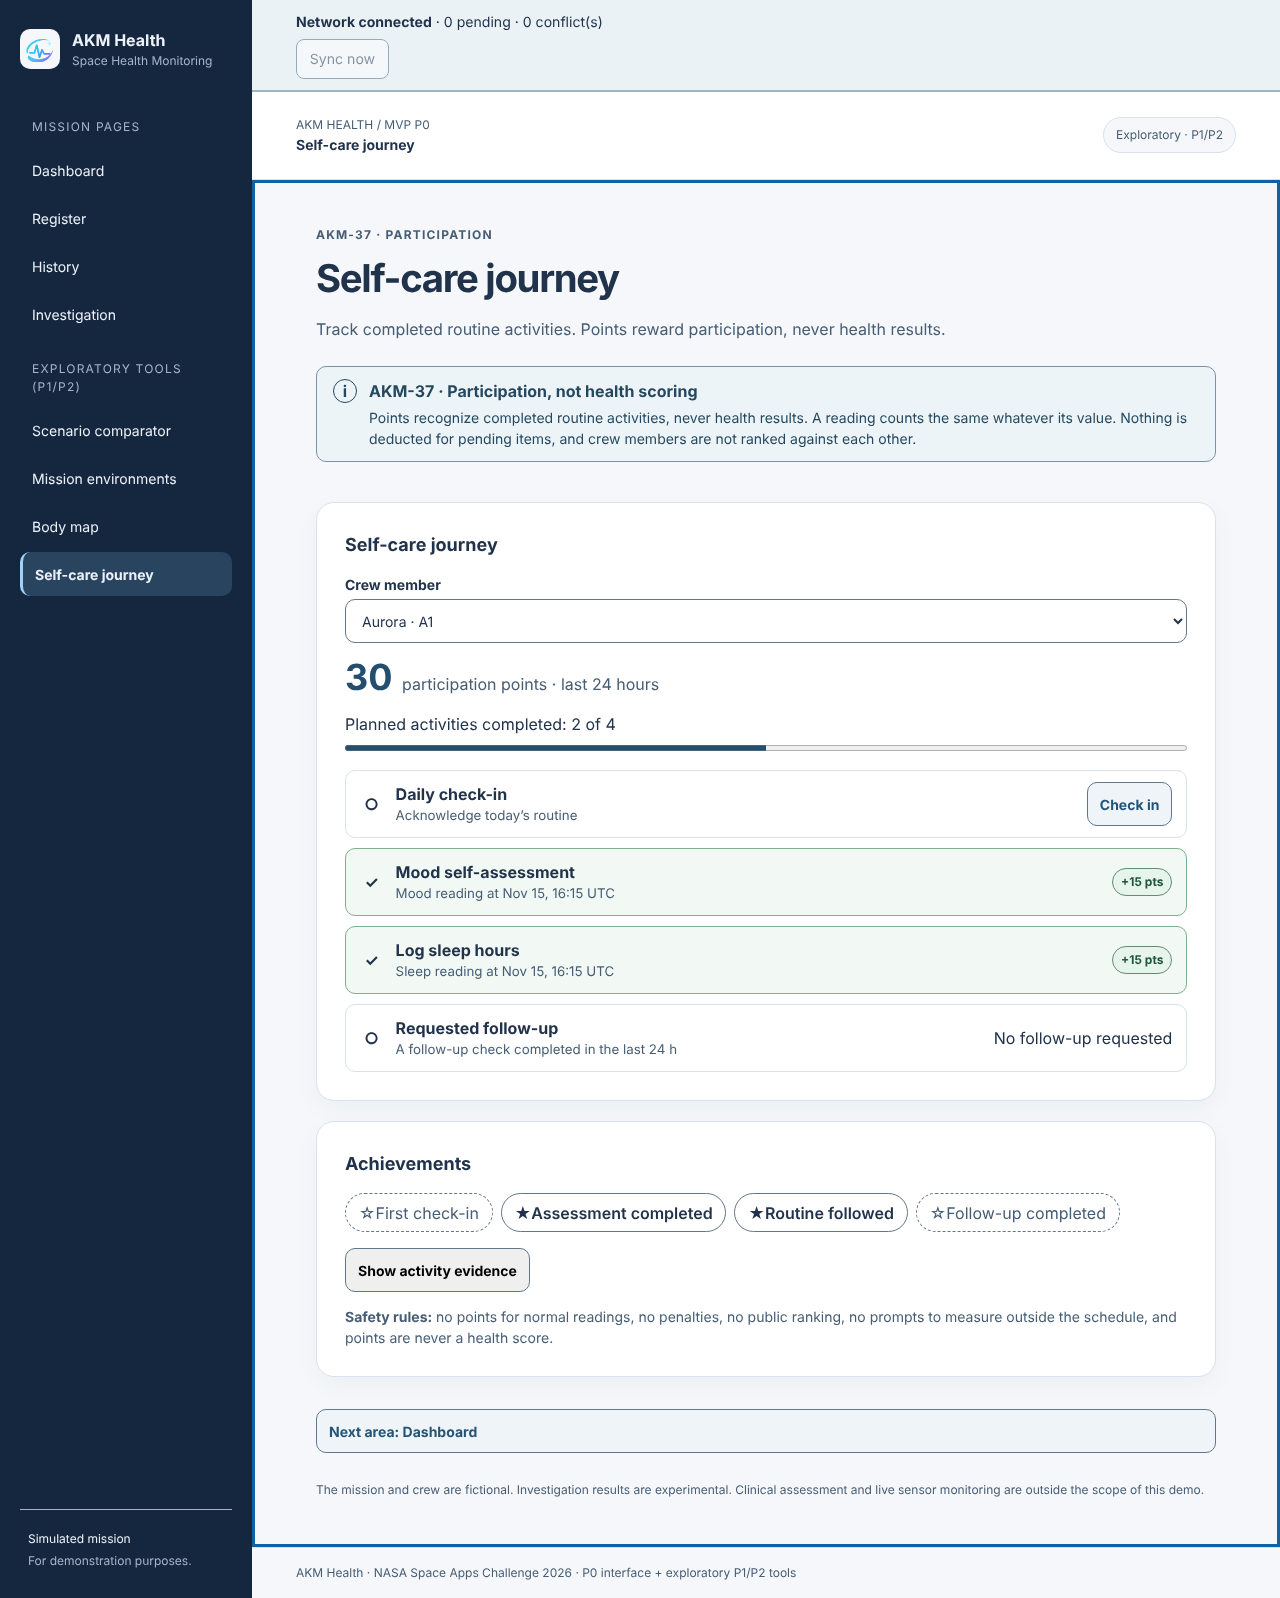 AKM Health
Space Health Monitoring
MISSION PAGES
Dashboard
Register
History
Investigation
EXPLORATORY TOOLS
(P1/P2)
Scenario comparator
Mission environments
Body map
Self-care journey
Simulated mission
For demonstration purposes.
Network connected · 0 pending · 0 conflict(s)
Sync now
AKM HEALTH / MVP P0
Self-care journey
Exploratory · P1/P2
AKM-37 · PARTICIPATION
Self-care journey
Track completed routine activities. Points reward participation, never health results.
i
AKM-37 · Participation, not health scoring
Points recognize completed routine activities, never health results. A reading counts the same whatever its value. Nothing is
deducted for pending items, and crew members are not ranked against each other.
Self-care journey
Crew member
Aurora · A1
30 participation points · last 24 hours
Planned activities completed: 2 of 4
Daily check-in
Acknowledge today’s routine
Check in
✓ Mood self-assessment
Mood reading at Nov 15, 16:15 UTC
+15 pts
✓ Log sleep hours
Sleep reading at Nov 15, 16:15 UTC
+15 pts
Requested follow-up
A follow-up check completed in the last 24 h
No follow-up requested
Achievements
☆First check-in ★Assessment completed ★Routine followed ☆Follow-up completed
Show activity evidence
Safety rules: no points for normal readings, no penalties, no public ranking, no prompts to measure outside the schedule, and
points are never a health score.
Next area: Dashboard
The mission and crew are fictional. Investigation results are experimental. Clinical assessment and live sensor monitoring are outside the scope of this demo.
AKM Health · NASA Space Apps Challenge 2026 · P0 interface + exploratory P1/P2 tools